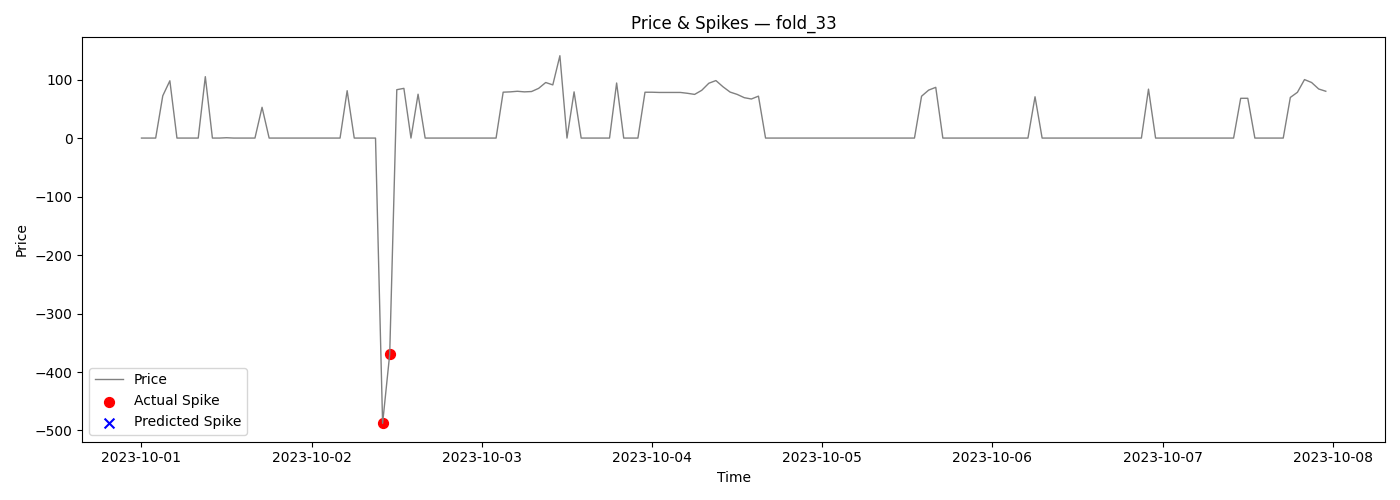 Price & Spikes — fold_33
Price
100
0
−100
−200
−300
−400
−500
Price
Actual Spike
Predicted Spike
2023-10-01 2023-10-02 2023-10-03 2023-10-04 2023-10-05 2023-10-06 2023-10-07 2023-10-08
Time